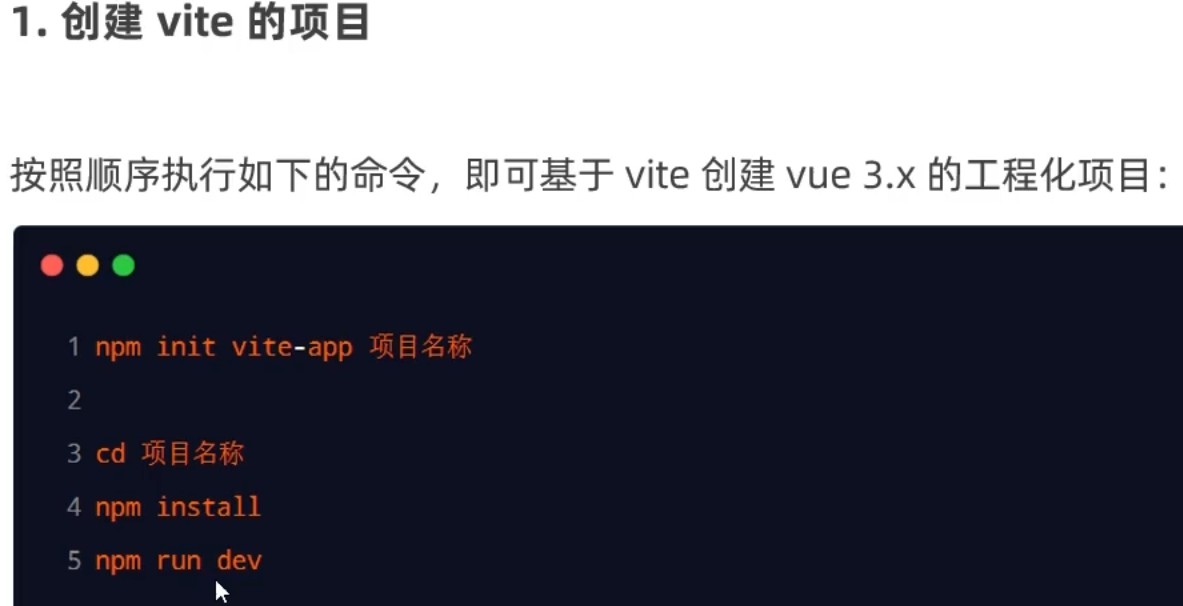 1. 创建 vite 的项目
按照顺序执行如下的命令，即可基于 vite 创建 vue 3.x 的工程化项目：
1 npm init vite-app 项目名称
2
3 cd 项目名称
4 npm install
5 npm run dev